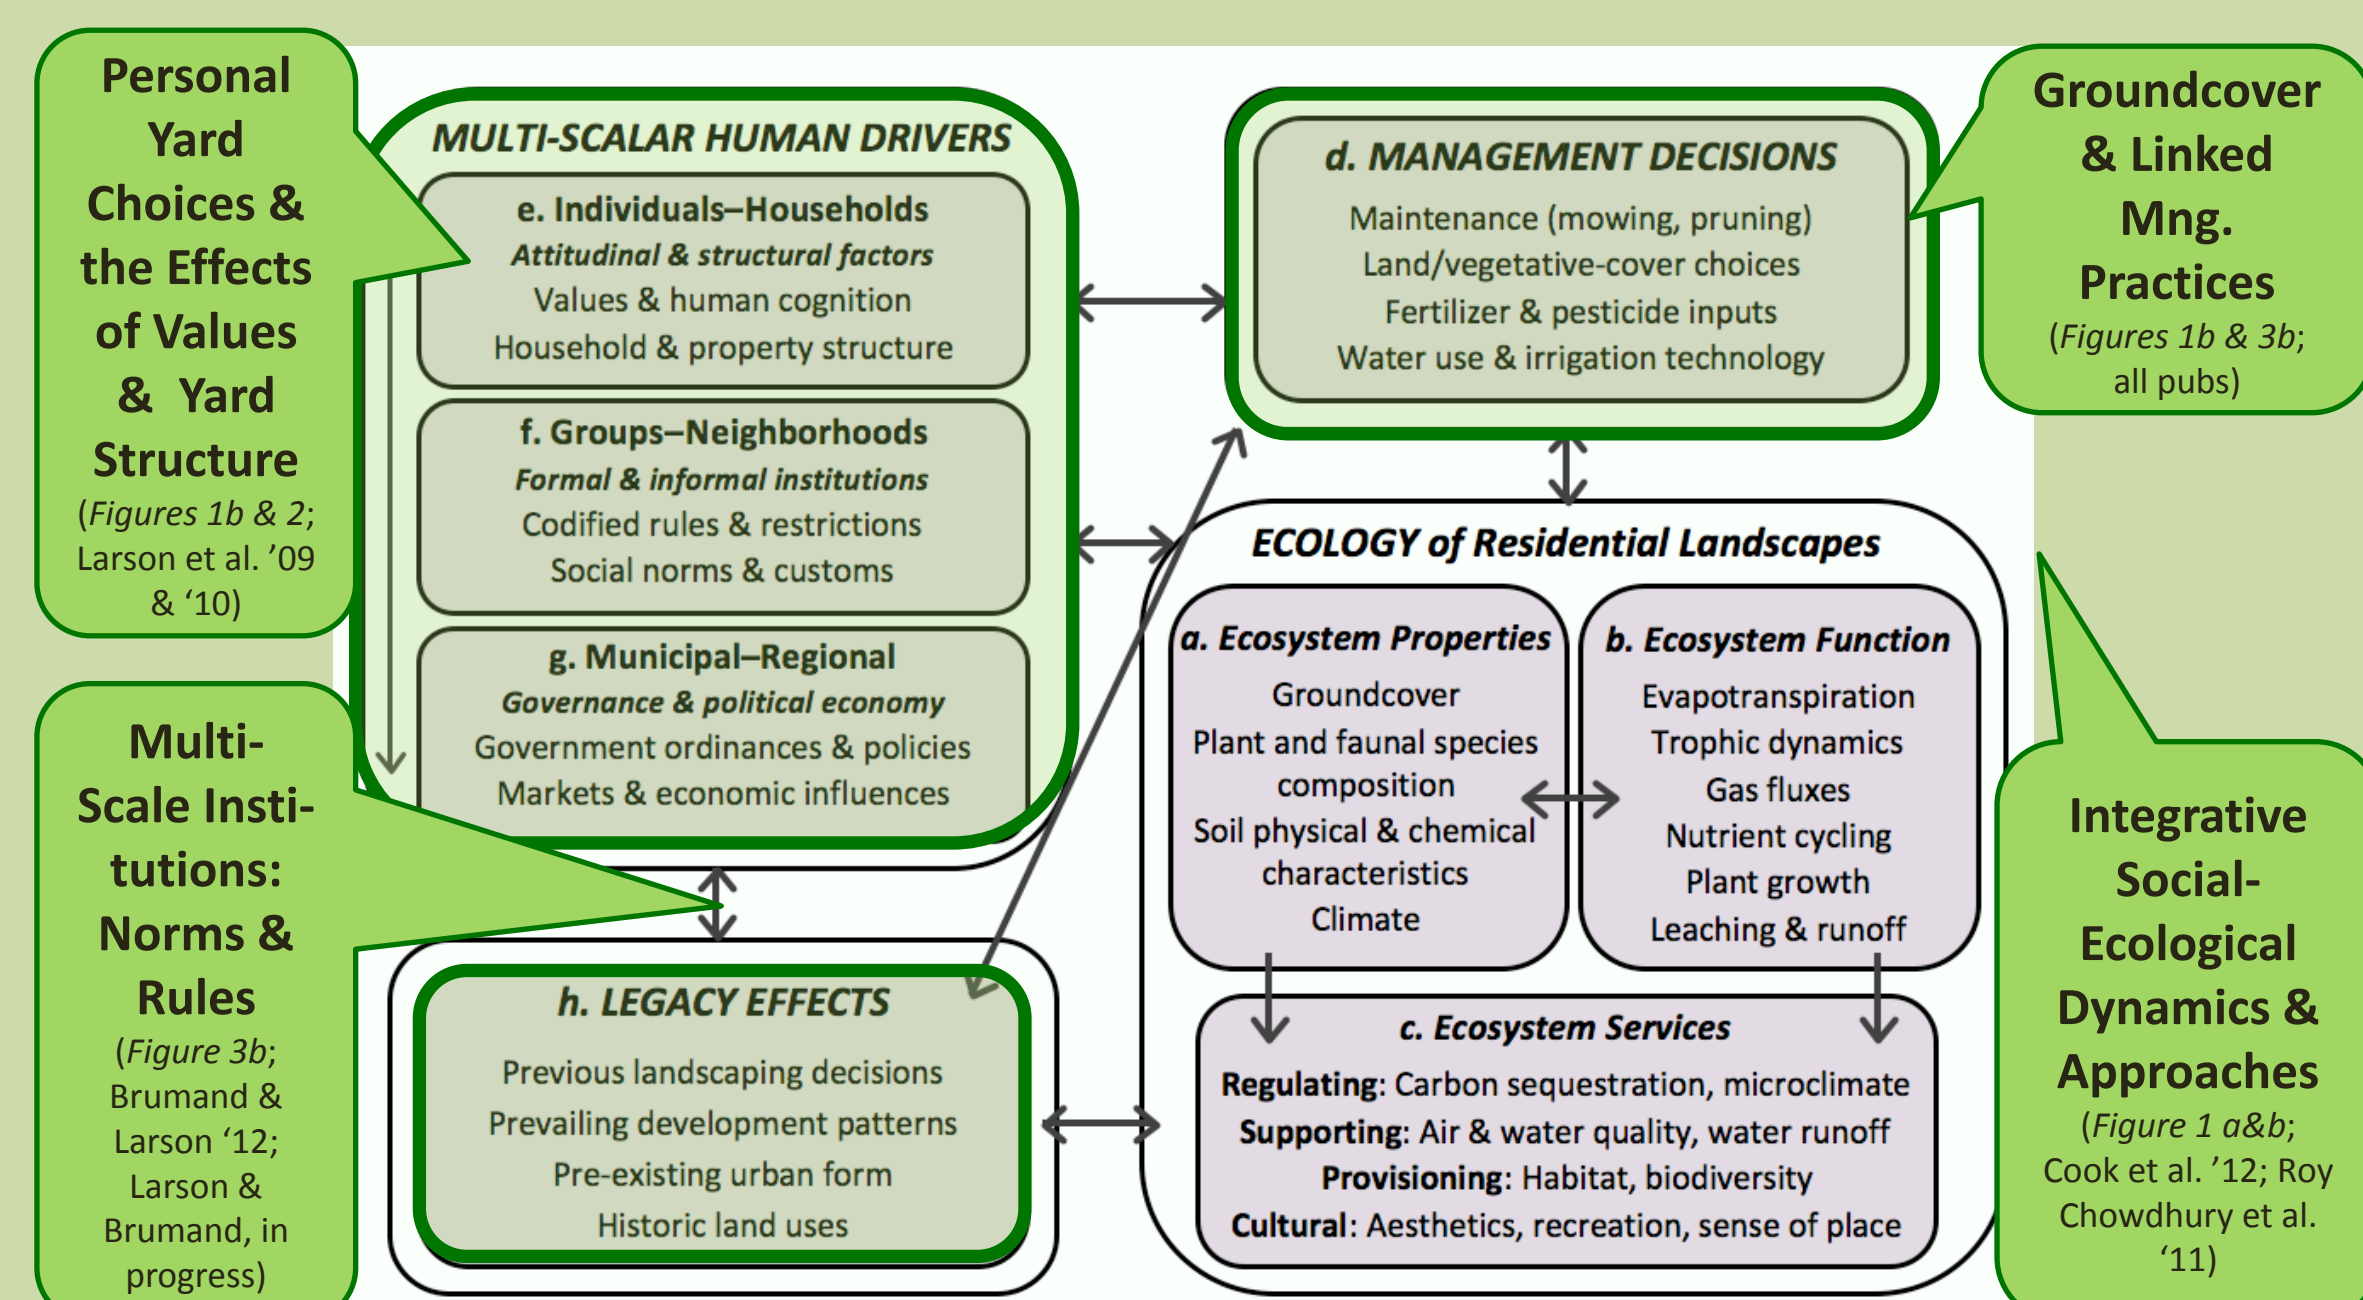 Personal
Yard
Choices &
the Effects
of Values
& Yard
Structure
(Figures 1b & 2;
Larson et al. ’09
& ‘10)
Multi-
Scale Insti-
tutions:
Norms &
Rules
(Figure 3b;
Brumand &
Larson ‘12;
Larson &
Brumand, in
progress)
MULTI-SCALAR HUMAN DRIVERS
e. Individuals–Households
Attitudinal & structural factors
Values & human cognition
Household & property structure
f. Groups–Neighborhoods
Formal & informal institutions
Codified rules & restrictions
Social norms & customs
g. Municipal–Regional
Governance & political economy
Government ordinances & policies
Markets & economic influences
h. LEGACY EFFECTS
Previous landscaping decisions
Prevailing development patterns
Pre-existing urban form
Historic land uses
d. MANAGEMENT DECISIONS
Maintenance (mowing, pruning)
Land/vegetative-cover choices
Fertilizer & pesticide inputs
Water use & irrigation technology
ECOLOGY of Residential Landscapes
a. Ecosystem Properties
Groundcover
Plant and faunal species
composition
Soil physical & chemical
characteristics
Climate
b. Ecosystem Function
Evapotranspiration
Trophic dynamics
Gas fluxes
Nutrient cycling
Plant growth
Leaching & runoff
c. Ecosystem Services
Regulating: Carbon sequestration, microclimate
Supporting: Air & water quality, water runoff
Provisioning: Habitat, biodiversity
Cultural: Aesthetics, recreation, sense of place
Groundcover
& Linked
Mng.
Practices
(Figures 1b & 3b;
all pubs)
Integrative
Social-
Ecological
Dynamics &
Approaches
(Figure 1 a&b;
Cook et al. ’12; Roy
Chowdhury et al.
‘11)